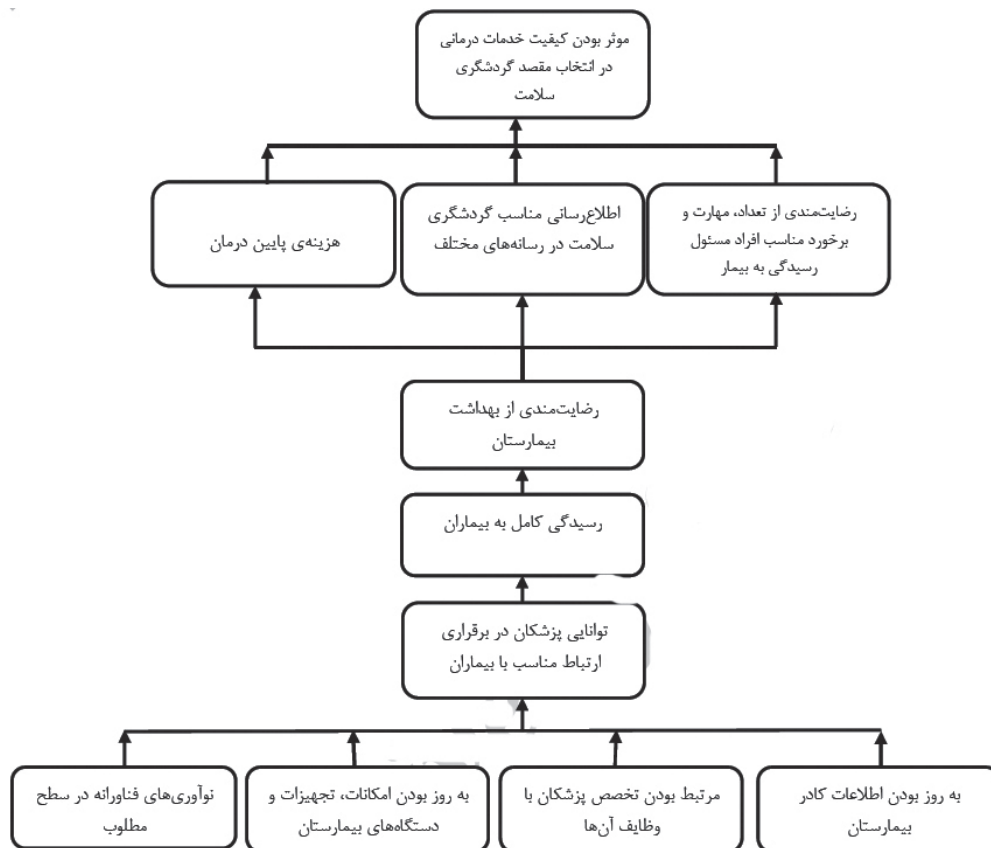 موثر بودن کیفیت خدمات درمانی
در انتخاب مقصد گردشگری
سلامت
رضایت‌مندی از تعداد، مهارت و
برخورد مناسب افراد مسئول
رسیدگی به بیمار
اطلاع‌رسانی مناسب گردشگری
سلامت در رسانه‌های مختلف
هزینه‌ی پایین درمان
رضایت‌مندی از بهداشت
بیمارستان
رسیدگی کامل به بیماران
توانایی پزشکان در برقراری
ارتباط مناسب با بیماران
به روز بودن اطلاعات کادر
بیمارستان
مرتبط بودن تخصص پزشکان با
وظایف آن‌ها
به روز بودن امکانات، تجهیزات و
دستگاه‌های بیمارستان
نوآوری‌های فناورانه در سطح
مطلوب